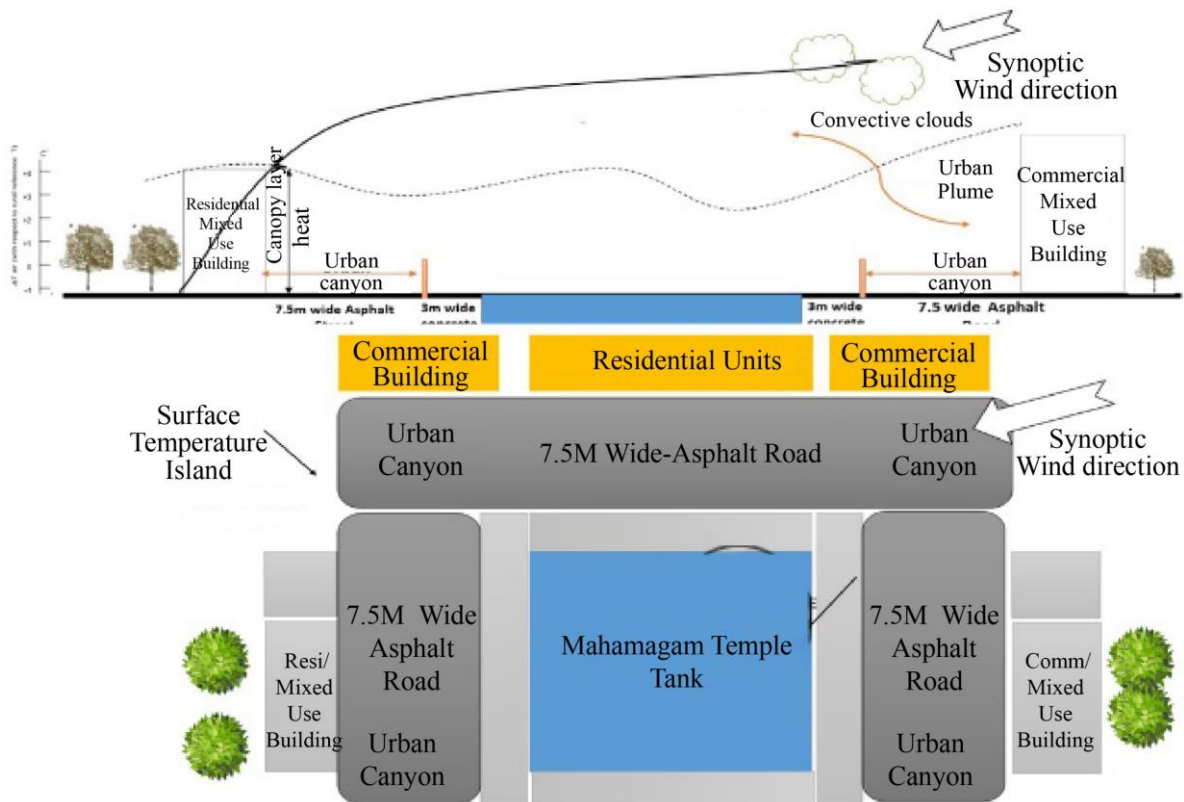 Synoptic
Wind direction
Convective clouds
Urban
Plume
Commercial
Mixed
Use
Building
Residential
Mixed
Use
Building
Canopy layer
heat
Urban
canyon
Urban
canyon
7.5m wide Asphalt
3m wide
concrete
3m wide
concrete
7.5 wide Asphalt
Commercial
Building
Residential Units
Commercial
Building
Surface
Temperature
Island
Urban
Canyon
7.5M Wide-Asphalt Road
Urban
Canyon
Synoptic
Wind direction
7.5M Wide
Asphalt
Road
Urban
Canyon
Mahamagam Temple
Tank
7.5M Wide
Asphalt
Road
Urban
Canyon
Resi/
Mixed
Use
Building
Comm/
Mixed
Use
Building